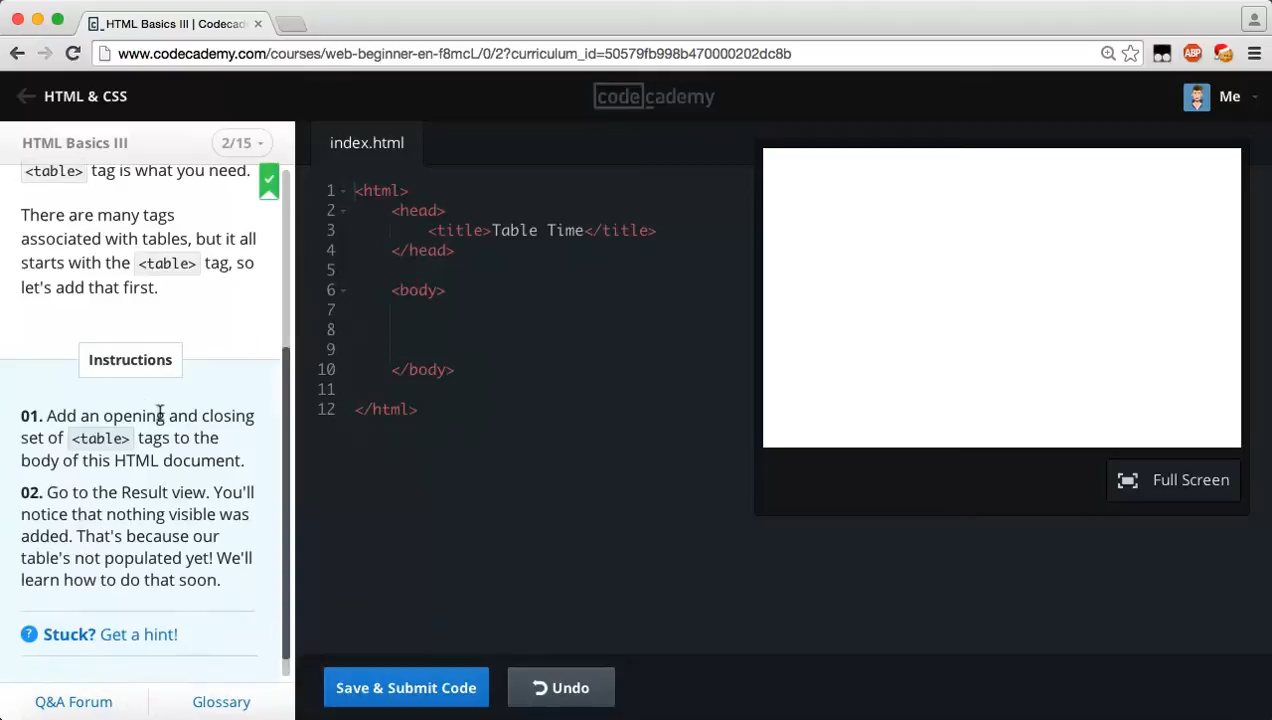 HTML Basics III | Codecad
www.codecademy.com/courses/web-beginner-en-f8mcL/0/2?curriculum_id=50579fb998b470000202dc8b
ABP
HTML & CSS
codecademy
Me
HTML Basics III
2/15
index.html
<table> tag is what you need.
There are many tags
associated with tables, but it all
starts with the <table> tag, so
let's add that first.
Instructions
01. Add an opening and closing
set of <table> tags to the
body of this HTML document.
02. Go to the Result view. You'll
notice that nothing visible was
added. That's because our
table's not populated yet! We'll
learn how to do that soon.
? Stuck? Get a hint!
Q&A Forum
Glossary
1 <html>
2 <head>
3 <title>Table Time</title>
4 </head>
5
6 <body>
7
8
9
10 </body>
11
12 </html>
Full Screen
Save & Submit Code
Undo